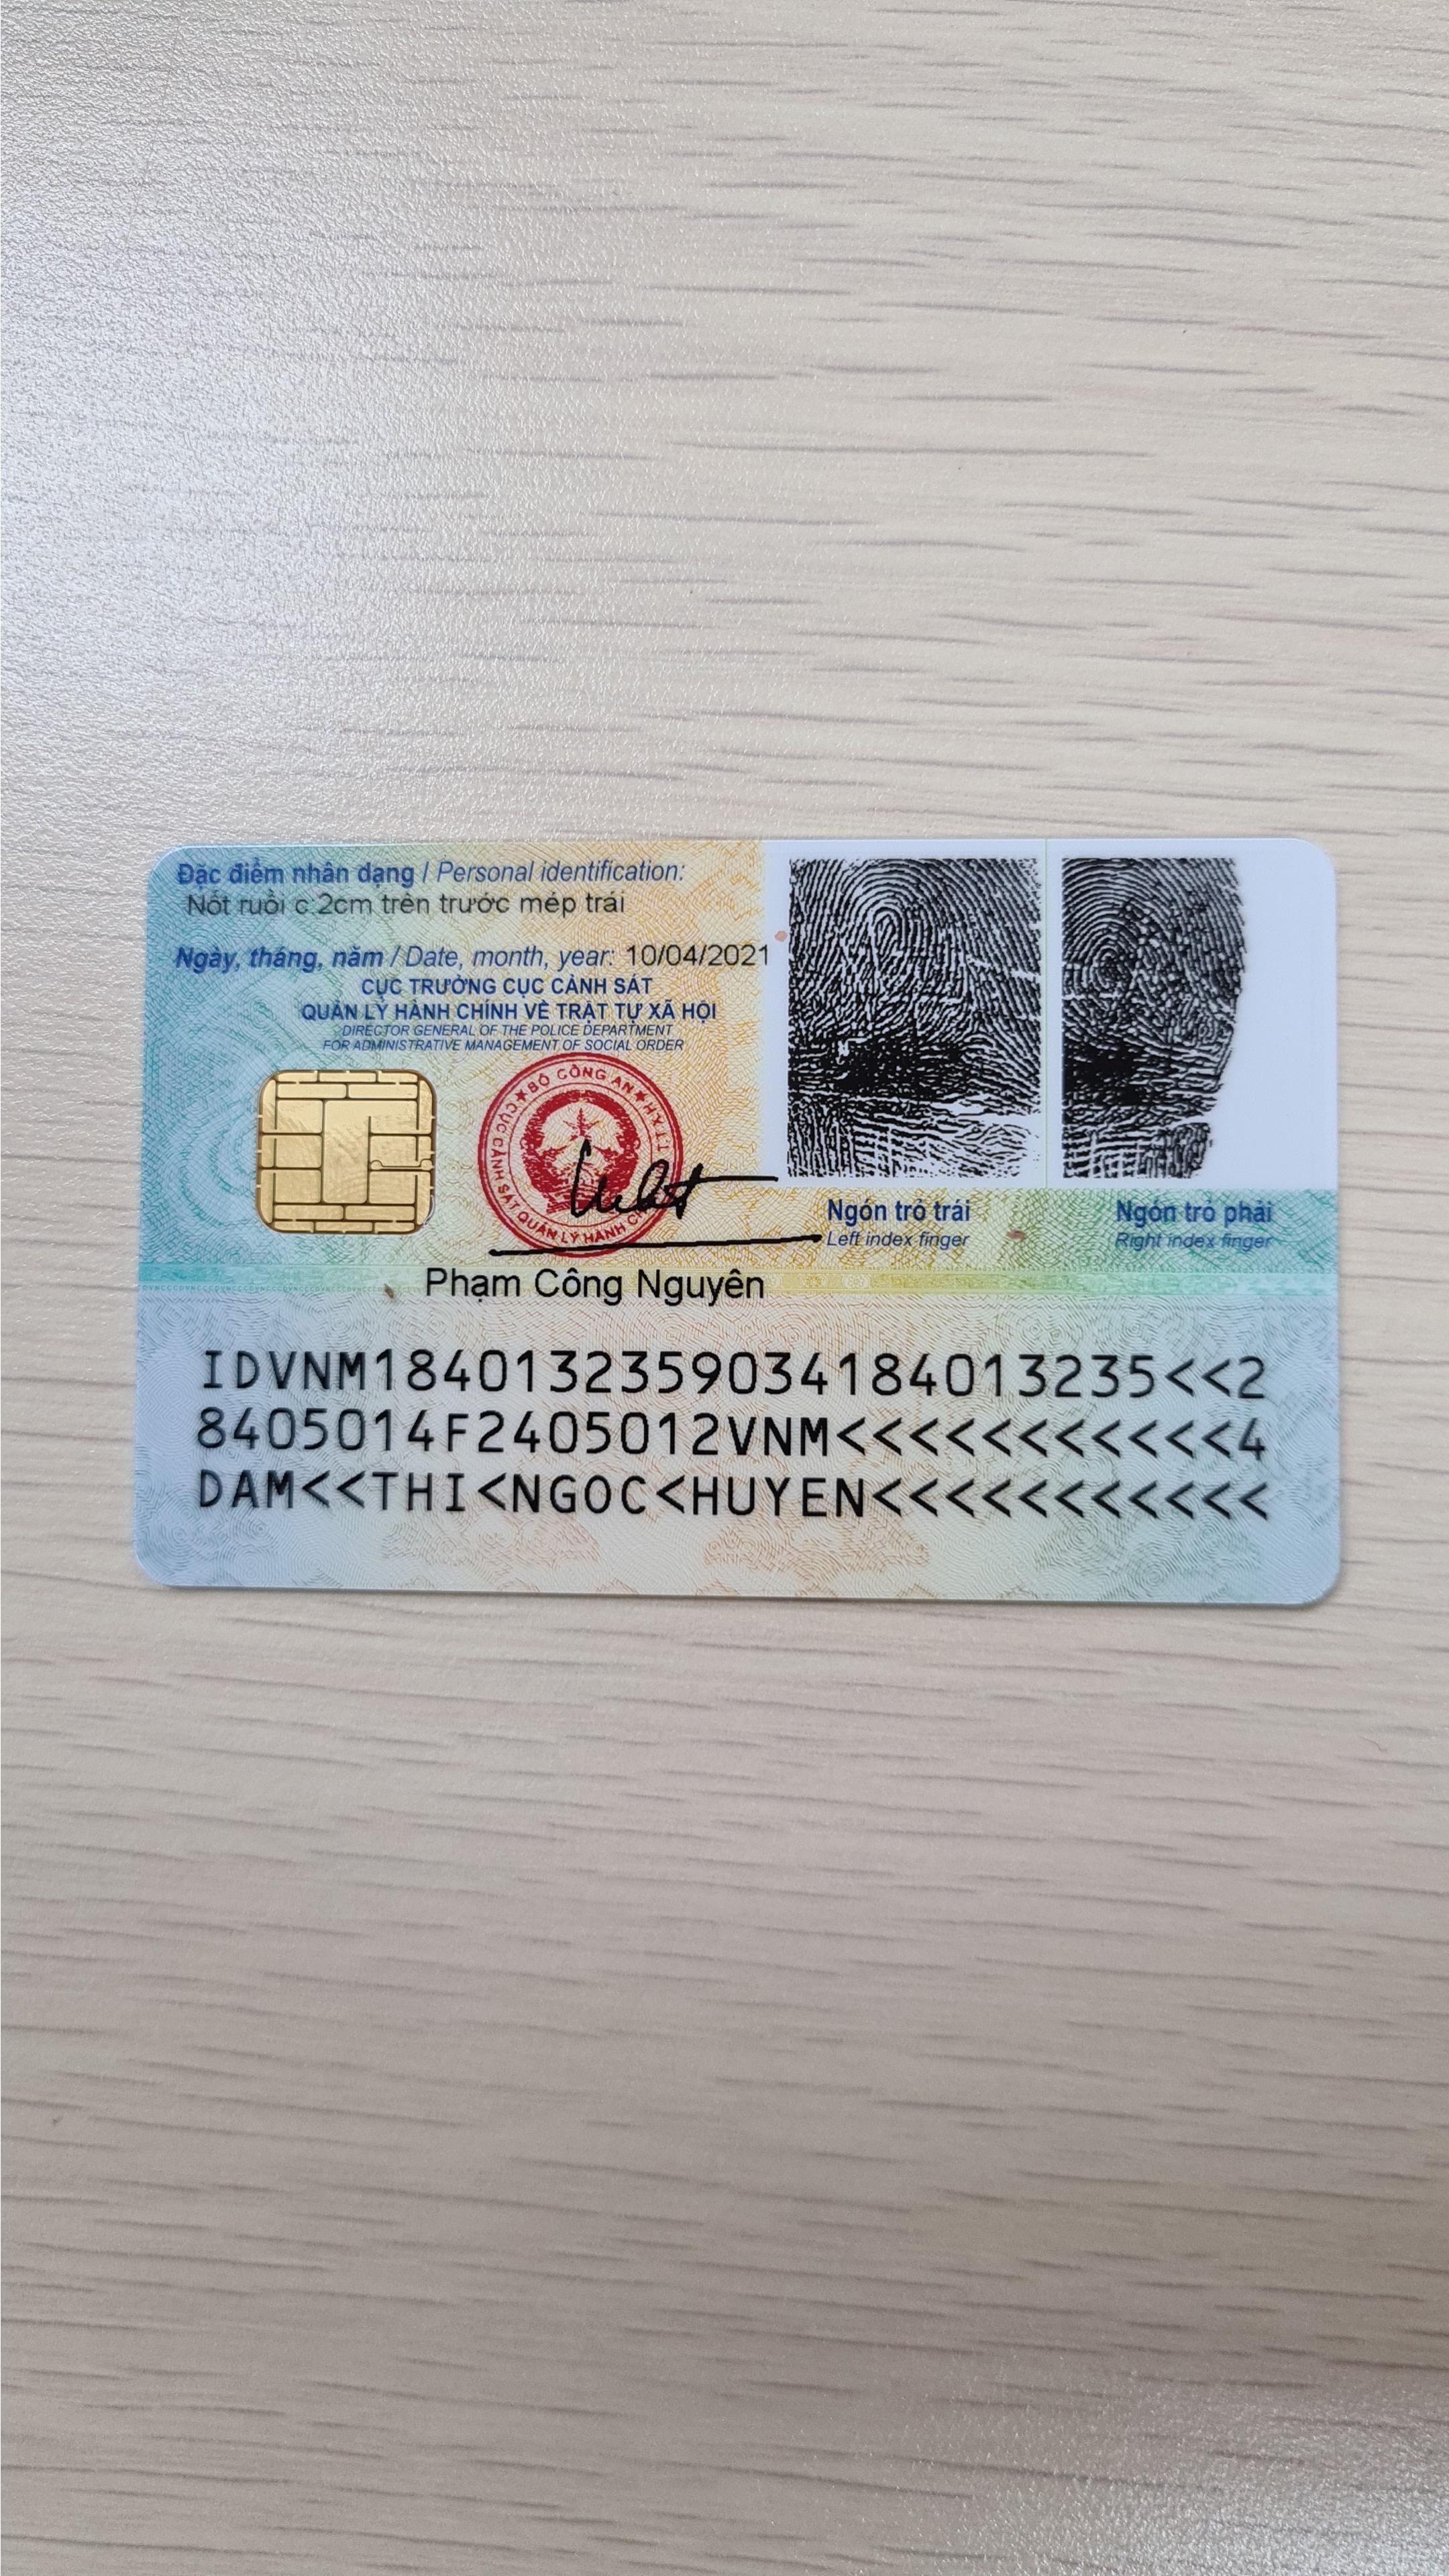 Đặc điểm nhân dạng / Personal identification:
Nốt ruồi c.2cm trên trước mép trái
Ngày, tháng, năm / Date, month, year: 10/04/2021
CỤC TRƯỞNG CỤC CẢNH SÁT
QUẢN LÝ HÀNH CHÍNH VỀ TRẬT TỰ XÃ HỘI
DIRECTOR GENERAL OF THE POLICE DEPARTMENT
FOR ADMINISTRATIVE MANAGEMENT OF SOCIAL ORDER
BỘ CÔNG AN
CỤC CẢNH SÁT QUẢN LÝ HÀNH
Ngón trỏ trái
Left index finger
Ngón trỏ phải
Right index finger
Phạm Công Nguyên
IDVNM1840132359034184013235<<2
8405014F2405012VNM<<<<<<<<<<<4
DAM<<THI<NGOC<HUYEN<<<<<<<<<<<